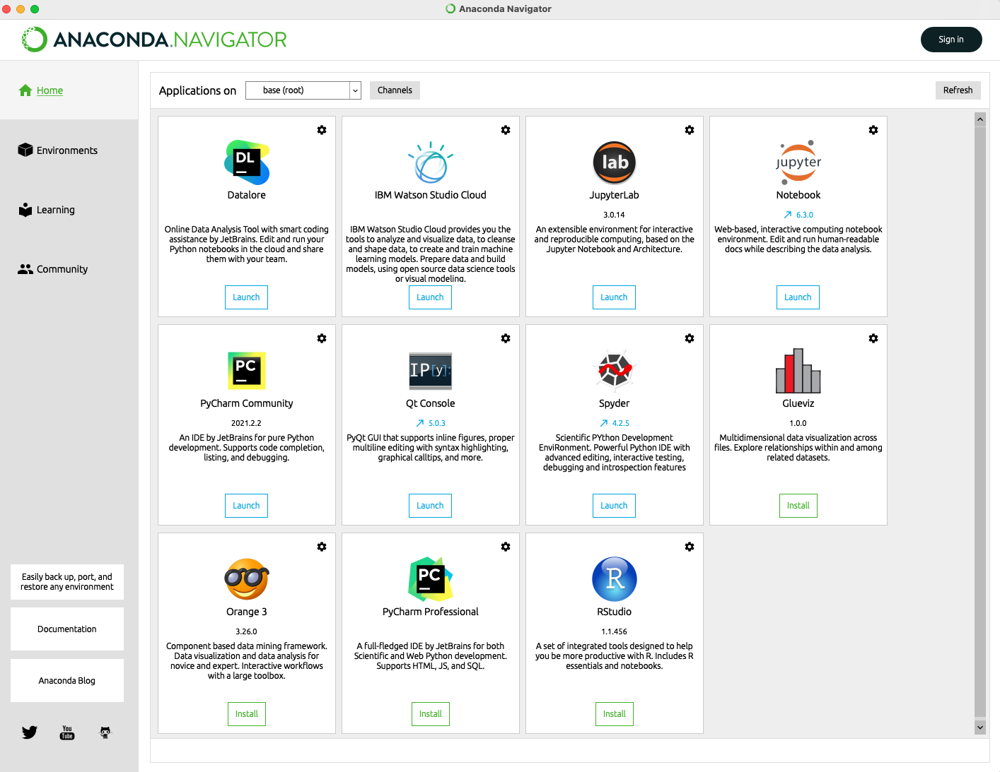 Anaconda Navigator
ANACONDA.NAVIGATOR
Sign in
Home
Environments
Learning
Community
Easily back up, port, and
restore any environment
Documentation
Anaconda Blog
You
Tube
Applications on
base (root)
Channels
Refresh
DL
Datalore
Online Data Analysis Tool with smart coding
assistance by JetBrains. Edit and run your
Python notebooks in the cloud and share
them with your team.
Launch
IBM Watson Studio Cloud
IBM Watson Studio Cloud provides you the
tools to analyze and visualize data, to cleanse
and shape data, to create and train machine
learning models. Prepare data and build
models, using open source data science tools
or visual modeling.
Launch
lab
JupyterLab
3.0.14
An extensible environment for interactive
and reproducible computing, based on the
Jupyter Notebook and Architecture.
Launch
jupyter
Notebook
6.3.0
Web-based, interactive computing notebook
environment. Edit and run human-readable
docs while describing the data analysis.
Launch
PC
PyCharm Community
2021.2.2
An IDE by JetBrains for pure Python
development. Supports code completion,
listing, and debugging.
Launch
IP[y]:
Qt Console
5.0.3
PyQt GUI that supports inline figures, proper
multiline editing with syntax highlighting,
graphical calltips, and more.
Launch
Spyder
4.2.5
Scientific PYthon Development
EnviRonment. Powerful Python IDE with
advanced editing, interactive testing,
debugging and introspection features
Launch
Glueviz
1.0.0
Multidimensional data visualization across
files. Explore relationships within and among
related datasets.
Install
Orange 3
3.26.0
Component based data mining framework.
Data visualization and data analysis for
novice and expert. Interactive workflows
with a large toolbox.
Install
PC
PyCharm Professional
A full-fledged IDE by JetBrains for both
Scientific and Web Python development.
Supports HTML, JS, and SQL.
Install
R
RStudio
1.1.456
A set of integrated tools designed to help
you be more productive with R. Includes R
essentials and notebooks.
Install